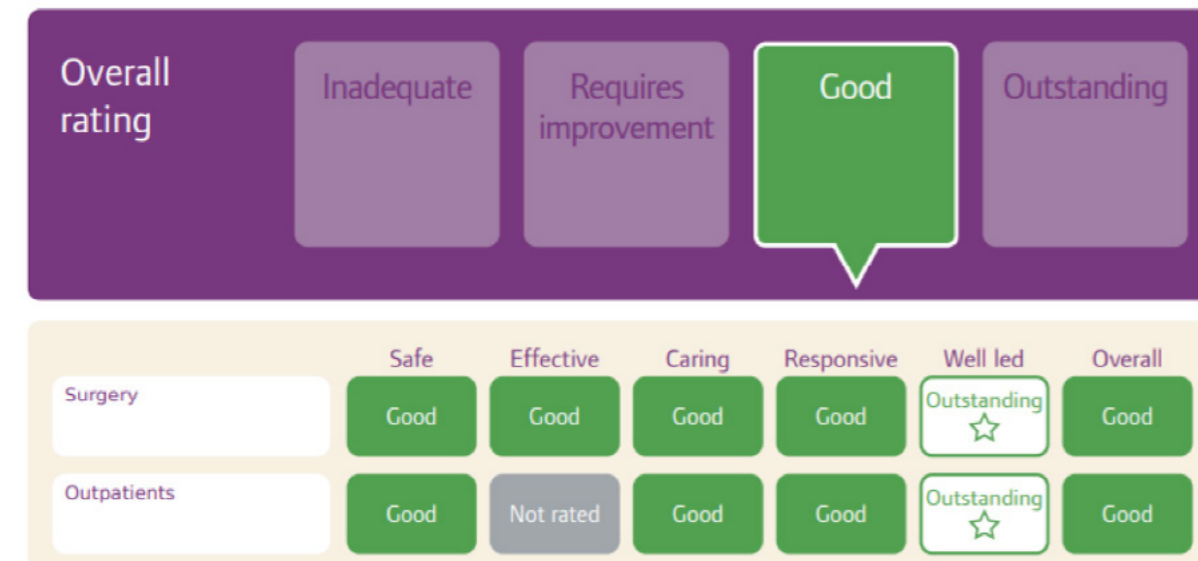 Overall
rating
Inadequate
Requires
improvement
Good
Outstanding
Safe Effective Caring Responsive Well led Overall
Surgery
Good Good Good Good Outstanding Good
Outpatients
Good Not rated Good Good Outstanding Good